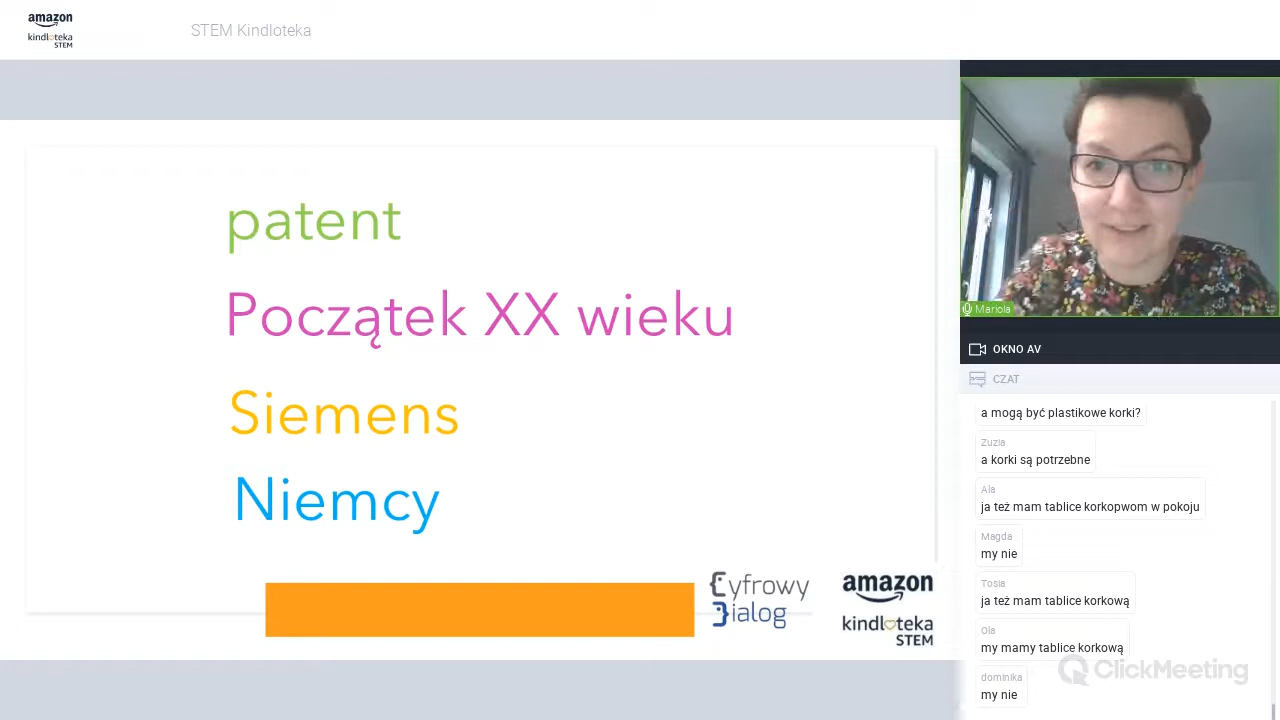 amazon
kindloteka
STEM
STEM Kindloteka
patent
Początek XX wieku
Siemens
Niemcy
Cyfrowy
Dialog
amazon
kindloteka
STEM
Mariola
OKNO AV
CZAT
a mogą być plastikowe korki?
Zuzia
a korki są potrzebne
Ala
ja też mam tablice korkopwom w pokoju
Magda
my nie
Tosia
ja też mam tablice korkową
Ola
my mamy tablice korkową
dominika
my nie
ClickMeeting